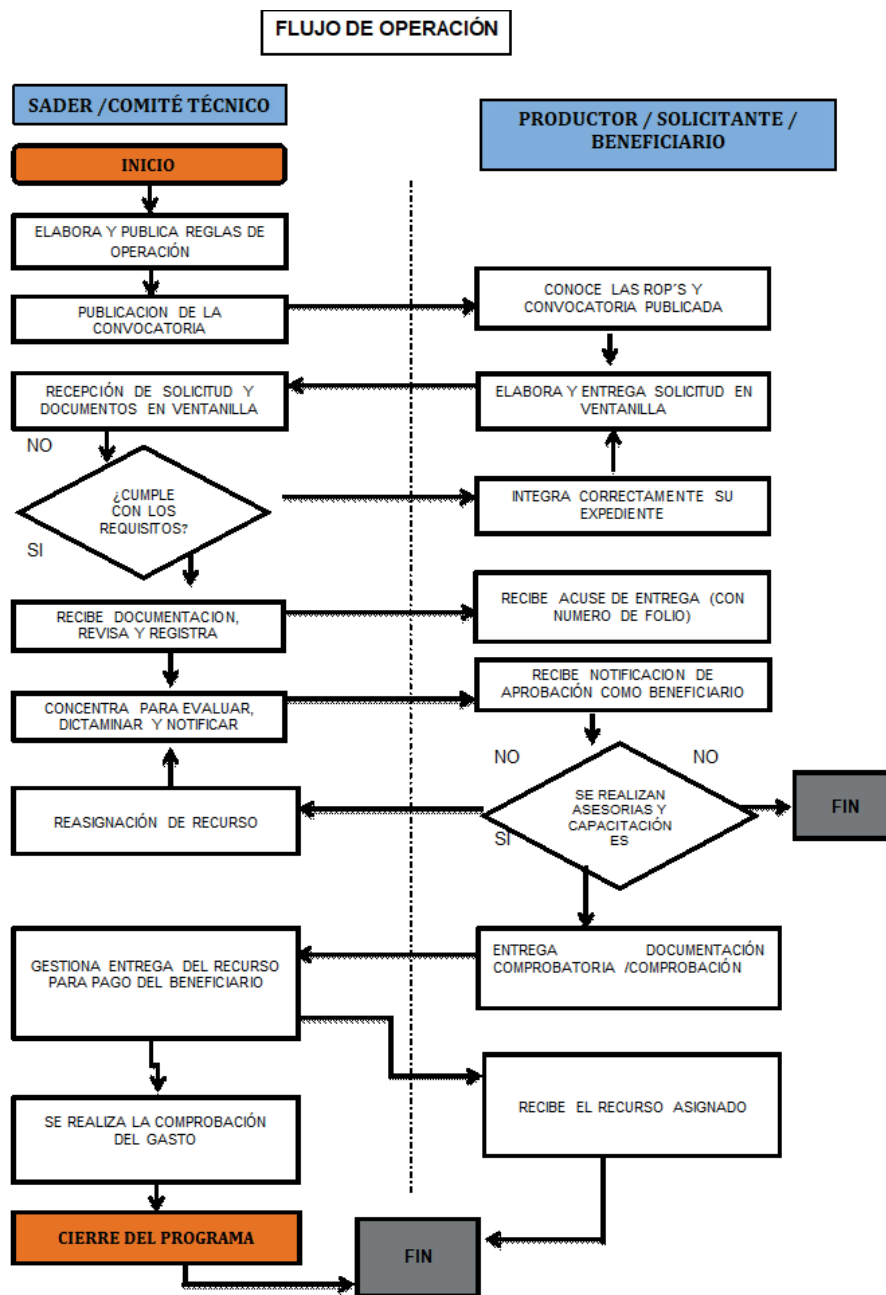 FLUJO DE OPERACIÓN
SADER /COMITÉ TÉCNICO
PRODUCTOR / SOLICITANTE /
BENEFICIARIO
INICIO
ELABORA Y PUBLICA REGLAS DE
OPERACIÓN
PUBLICACION DE LA
CONVOCATORIA
CONOCE LAS ROP´S Y
CONVOCATORIA PUBLICADA
RECEPCIÓN DE SOLICITUD Y
DOCUMENTOS EN VENTANILLA
ELABORA Y ENTREGA SOLICITUD EN
VENTANILLA
NO
¿CUMPLE
CON LOS
REQUISITOS?
SI
INTEGRA CORRECTAMENTE SU
EXPEDIENTE
RECIBE DOCUMENTACION,
REVISA Y REGISTRA
RECIBE ACUSE DE ENTREGA (CON
NUMERO DE FOLIO)
CONCENTRA PARA EVALUAR,
DICTAMINAR Y NOTIFICAR
RECIBE NOTIFICACION DE
APROBACIÓN COMO BENEFICIARIO
NO
NO
SE REALIZAN
ASESORIAS Y
CAPACITACIÓN
ES
SI
FIN
REASIGNACIÓN DE RECURSO
GESTIONA ENTREGA DEL RECURSO
PARA PAGO DEL BENEFICIARIO
ENTREGA DOCUMENTACIÓN
COMPROBATORIA /COMPROBACIÓN
RECIBE EL RECURSO ASIGNADO
SE REALIZA LA COMPROBACIÓN
DEL GASTO
CIERRE DEL PROGRAMA
FIN